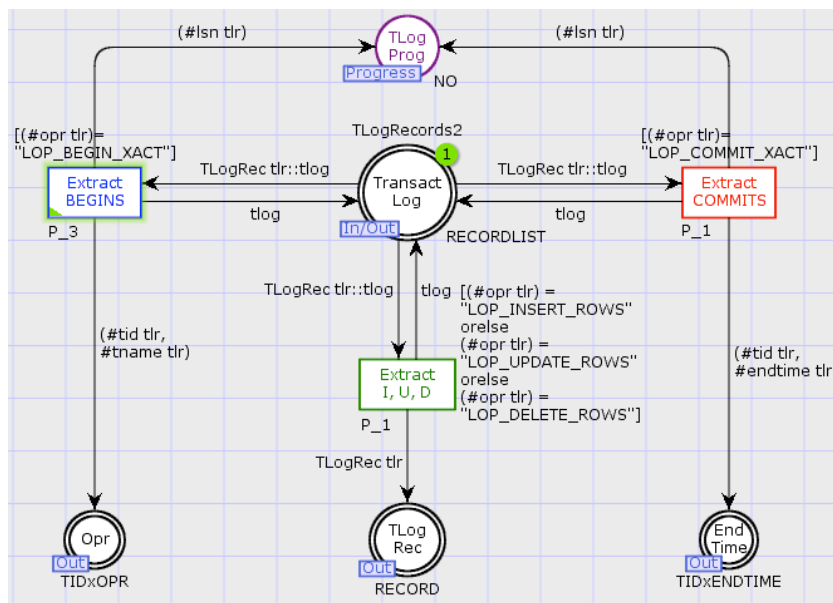 (#lsn tlr)
TLog
Prog
(#lsn tlr)
Progress
NO
[(#opr tlr)=
"LOP_BEGIN_XACT"]
TLogRecords2
[(#opr tlr)=
"LOP_COMMIT_XACT"]
1
TLogRec tlr::tlog
TLogRec tlr::tlog
Extract
BEGINS
Transact
Log
Extract
COMMITS
tlog
tlog
P_3
In/Out
RECORDLIST
P_1
TLogRec tlr::tlog
tlog
[(#opr tlr) =
"LOP_INSERT_ROWS"
orelse
(#opr tlr) =
"LOP_UPDATE_ROWS"
orelse
(#opr tlr) =
"LOP_DELETE_ROWS"]
(#tid tlr,
#tname tlr)
(#tid tlr,
#endtime tlr
Extract
I, U, D
P_1
TLogRec tlr
Opr
Out
TIDxOPR
TLog
Rec
Out
RECORD
End
Time
Out
TIDxENDTIME